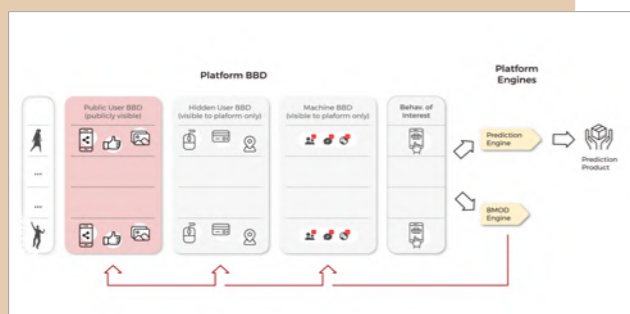 Platform BBD
Platform
Engines
Public User BBD
(publicly visible)
Hidden User BBD
(visible to plaform only)
Machine BBD
(visible to plaform only)
Behav. of
Interest
Prediction
Engine
Prediction
Product
...
...
BMOD
Engine